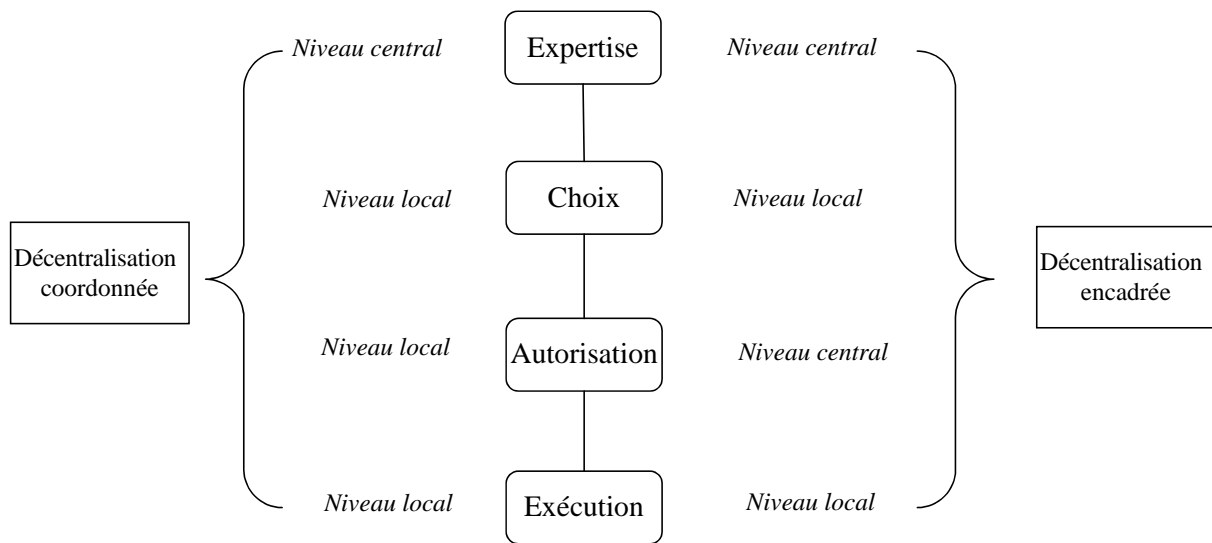 Niveau central
Expertise
Niveau central
Niveau local
Choix
Niveau local
Décentralisation
coordonnée
Décentralisation
encadrée
Niveau local
Autorisation
Niveau central
Niveau local
Exécution
Niveau local